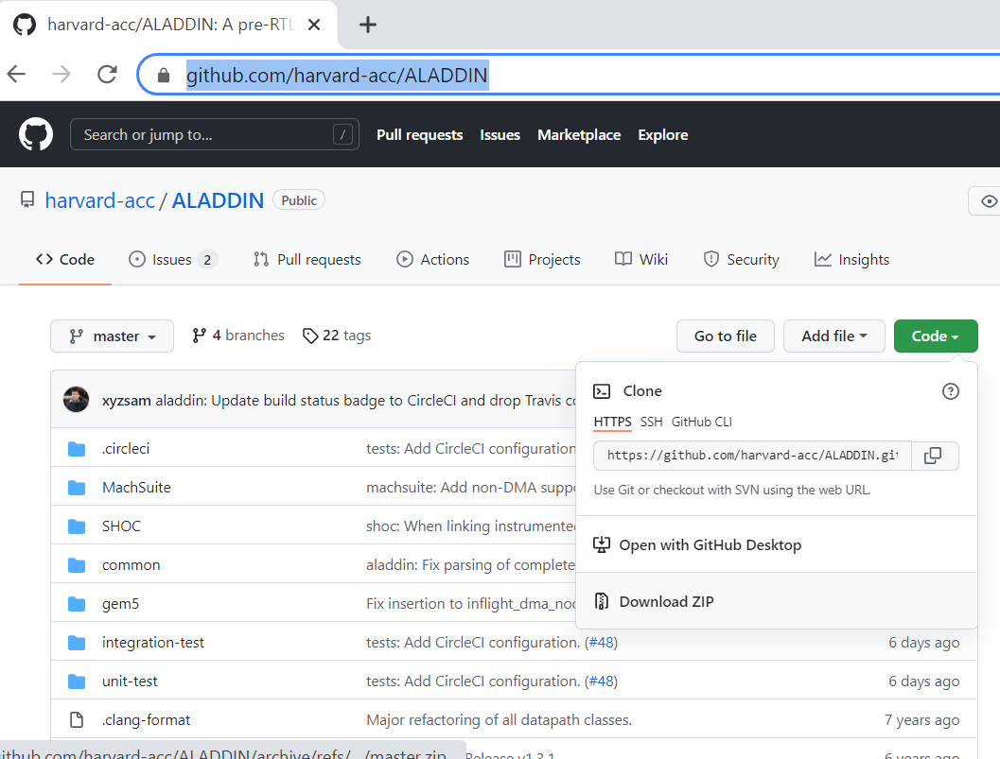 harvard-acc/ALADDIN: A pre-RTL
github.com/harvard-acc/ALADDIN
Search or jump to... / Pull requests Issues Marketplace Explore
harvard-acc / ALADDIN Public
Code Issues 2 Pull requests Actions Projects Wiki Security Insights
master 4 branches 22 tags Go to file Add file Code
xyzsam aladdin: Update build status badge to CircleCI and drop Travis co
Clone
HTTPS SSH GitHub CLI
https://github.com/harvard-acc/ALADDIN.git
Use Git or checkout with SVN using the web URL.
Open with GitHub Desktop
Download ZIP
.circleci tests: Add CircleCI configuration
MachSuite machsuite: Add non-DMA suppo
SHOC shoc: When linking instrumented
common aladdin: Fix parsing of complete
gem5 Fix insertion to inflight_dma_nod
integration-test tests: Add CircleCI configuration. (#48) 6 days ago
unit-test tests: Add CircleCI configuration. (#48) 6 days ago
.clang-format Major refactoring of all datapath classes. 7 years ago
Release v1.3.1 6 years ago
github.com/harvard-acc/ALADDIN/archive/refs/.../master.zip